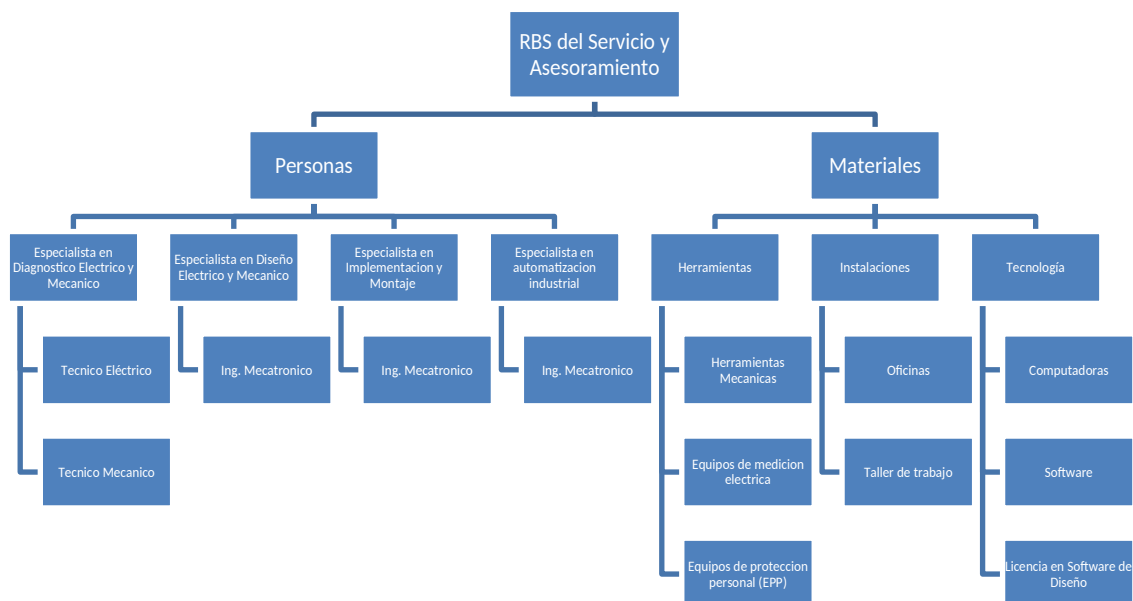 RBS del Servicio y
Asesoramiento
Personas
Materiales
Especialista en
Diagnostico Electrico y
Mecanico
Especialista en Diseño
Electrico y Mecanico
Especialista en
Implementacion y
Montaje
Especialista en
automatizacion
industrial
Herramientas
Instalaciones
Tecnología
Tecnico Eléctrico
Ing. Mecatronico
Ing. Mecatronico
Ing. Mecatronico
Herramientas
Mecanicas
Oficinas
Computadoras
Tecnico Mecanico
Equipos de medicion
electrica
Taller de trabajo
Software
Equipos de proteccion
personal (EPP)
Licencia en Software de
Diseño